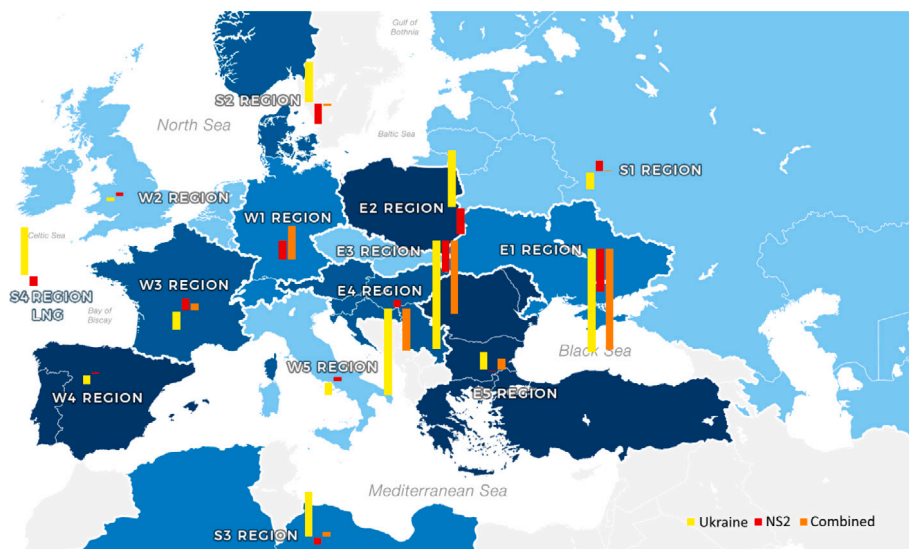 Gulf of
Bothnia
S2 REGION
North Sea
Baltic Sea
S1 REGION
W2 REGION
E2 REGION
W1 REGION
Celtic Sea
E3 REGION
E1 REGION
W3 REGION
E4 REGION
S4 REGION
LNG
Bay of
Biscay
Black Sea
W5 REGION
W4 REGION
E5 REGION
Mediterranean Sea
S3 REGION
Ukraine NS2 Combined